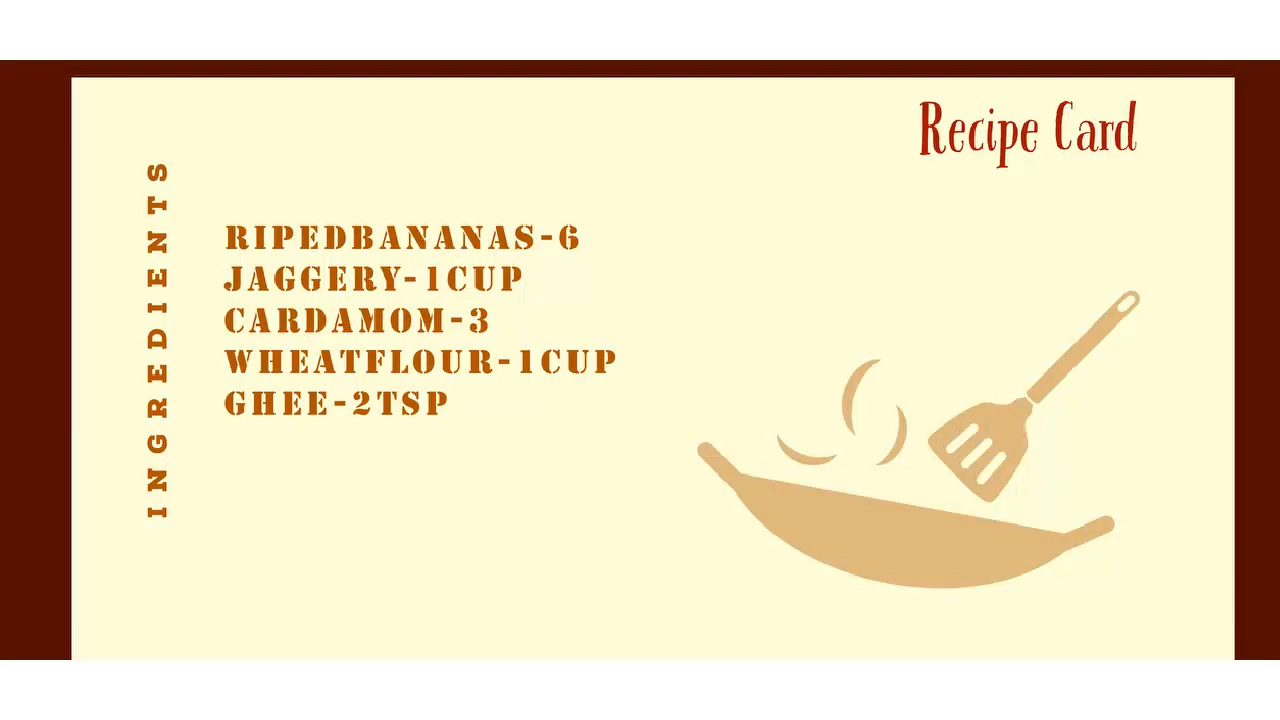 Recipe Card
INGREDIENTS
RIPEDBANANAS-6
JAGGERY-1CUP
CARDAMOM-3
WHEATFLOUR-1CUP
GHEE-2TSP